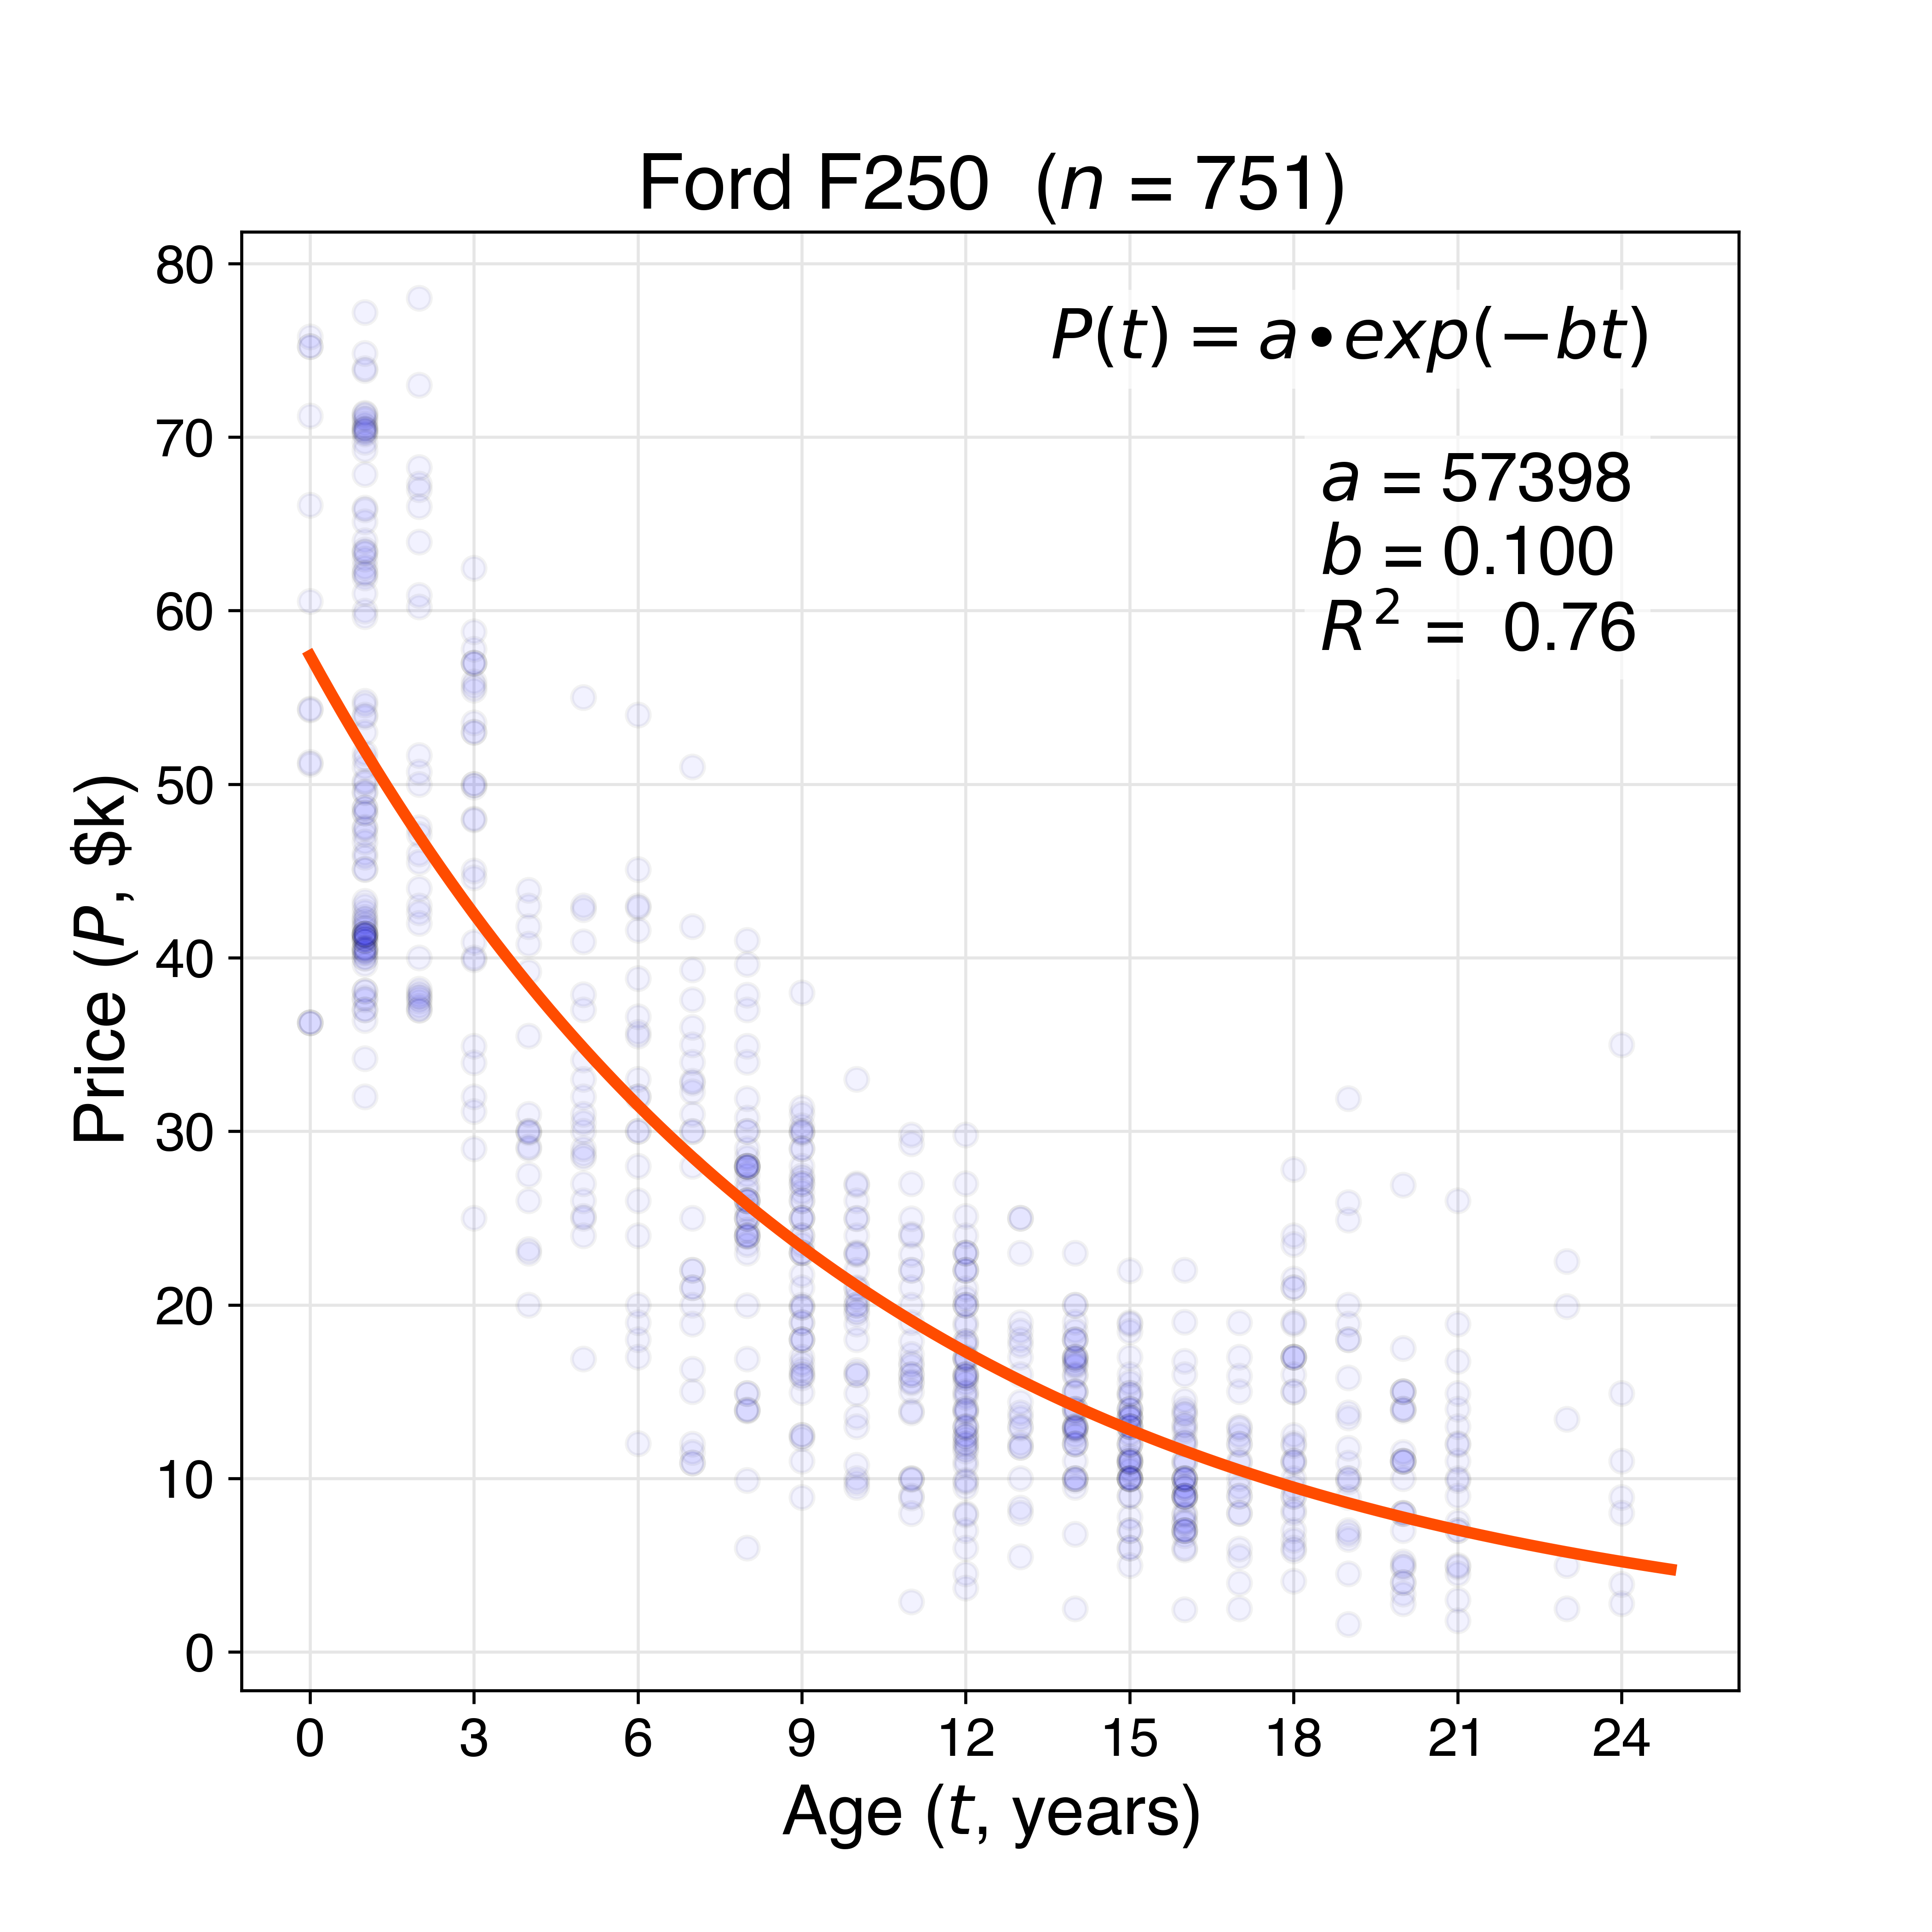 Ford F250 (n = 751)
P(t) = a•exp(−bt)
a = 57398
b = 0.100
R² = 0.76
Price (P, $k)
80
70
60
50
40
30
20
10
0
0 3 6 9 12 15 18 21 24
Age (t, years)